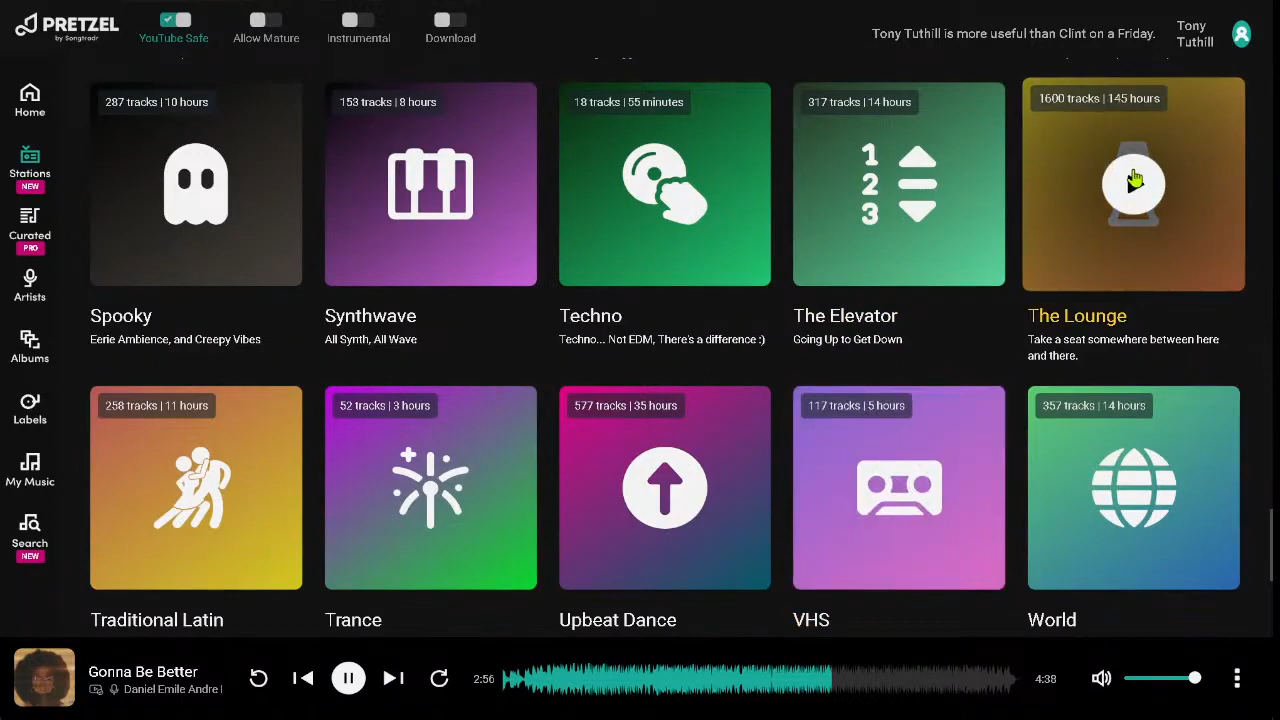 PRETZEL
by Songtradr
YouTube Safe
Allow Mature
Instrumental
Download
Tony Tuthill is more useful than Clint on a Friday.
Tony
Tuthill
Home
Stations
NEW
Curated
PRO
Artists
Albums
Labels
My Music
Search
NEW
287 tracks | 10 hours
153 tracks | 8 hours
18 tracks | 55 minutes
317 tracks | 14 hours
1600 tracks | 145 hours
1
2
3
Spooky
Synthwave
Techno
The Elevator
The Lounge
Eerie Ambience, and Creepy Vibes
All Synth, All Wave
Techno... Not EDM, There's a difference :)
Going Up to Get Down
Take a seat somewhere between here
and there.
258 tracks | 11 hours
52 tracks | 3 hours
577 tracks | 35 hours
117 tracks | 5 hours
357 tracks | 14 hours
Traditional Latin
Trance
Upbeat Dance
VHS
World
Gonna Be Better
Daniel Emile Andre
2:56
4:38